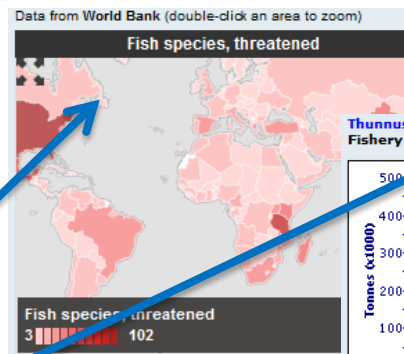 Data from World Bank (double-click an area to zoom)
Fish species, threatened
Thunnus
Fishery
500
400
300
200
100
Tonnes (x1000)
Fish species, threatened
3 102